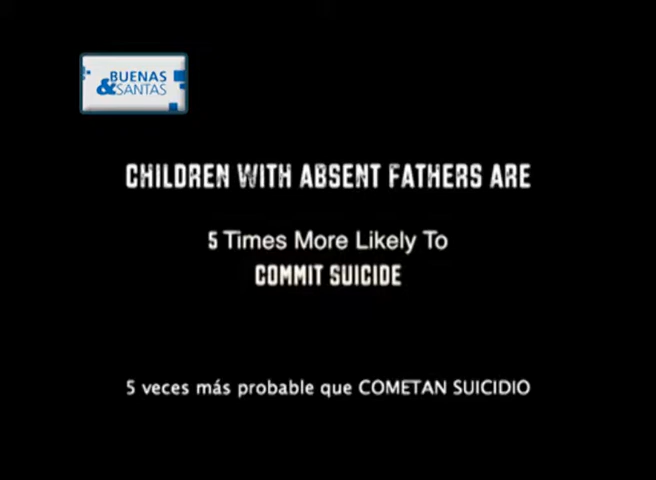 BUENAS
&SANTAS
CHILDREN WITH ABSENT FATHERS ARE
5 Times More Likely To
COMMIT SUICIDE
5 veces más probable que COMETAN SUICIDIO